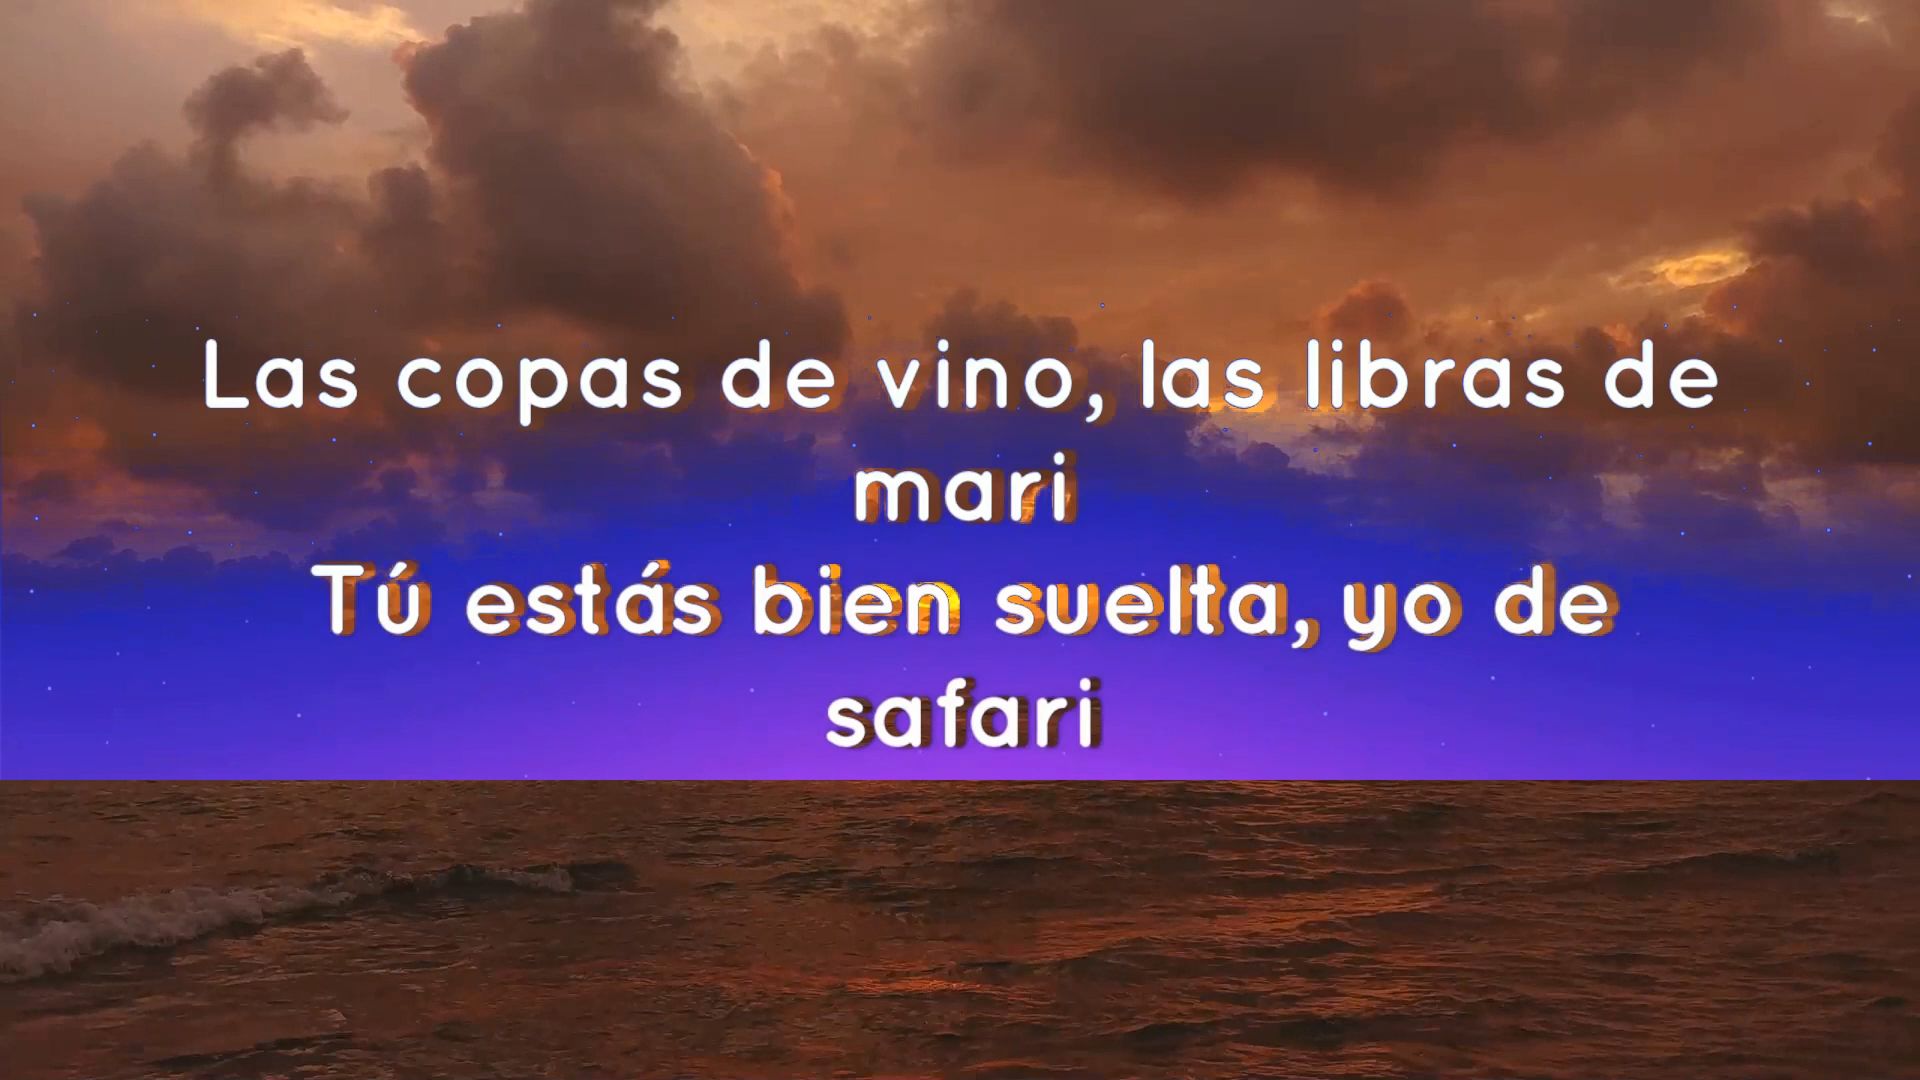 Las copas de vino, las libras de
mari
Tú estás bien suelta, yo de
safari